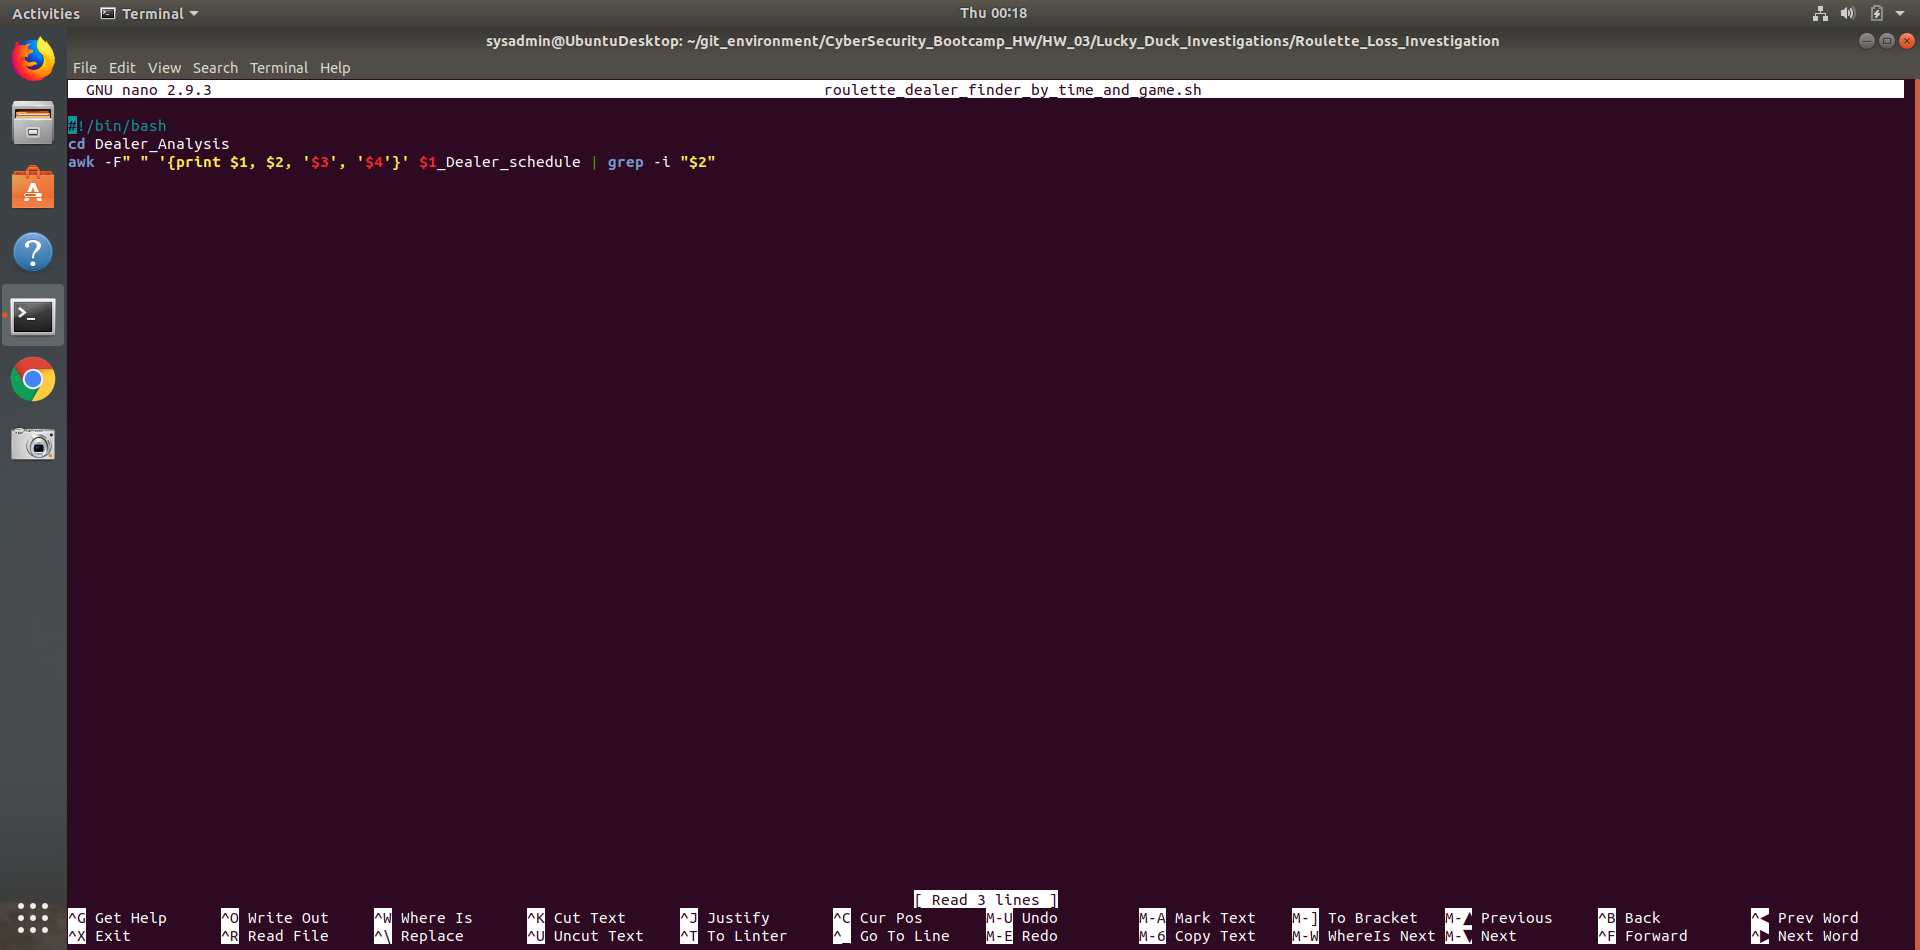 Activities Terminal Thu 00:18
sysadmin@UbuntuDesktop: ~/git_environment/CyberSecurity_Bootcamp_HW/HW_03/Lucky_Duck_Investigations/Roulette_Loss_Investigation
File Edit View Search Terminal Help
GNU nano 2.9.3 roulette_dealer_finder_by_time_and_game.sh
#!/bin/bash
cd Dealer_Analysis
awk -F" " '{print $1, $2, '$3', '$4'}' $1_Dealer_schedule | grep -i "$2"
[ Read 3 lines ]
^G Get Help ^O Write Out ^W Where Is ^K Cut Text ^J Justify ^C Cur Pos M-U Undo M-A Mark Text M-] To Bracket M-▲ Previous ^B Back ^◀ Prev Word
^X Exit ^R Read File ^\ Replace ^U Uncut Text ^T To Linter ^_ Go To Line M-E Redo M-6 Copy Text M-W WhereIs Next M-▼ Next ^F Forward ^▶ Next Word